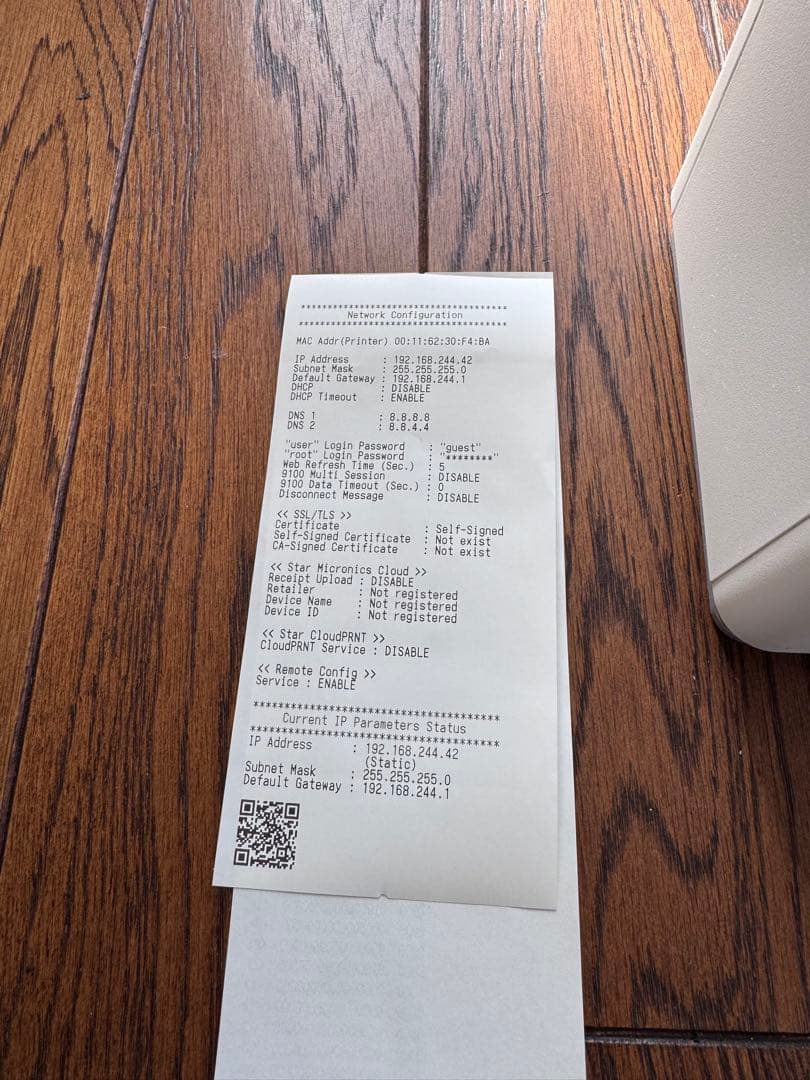 ****************************************
Network Configuration
****************************************
MAC Addr(Printer) 00:11:62:30:F4:BA
IP Address : 192.168.244.42
Subnet Mask : 255.255.255.0
Default Gateway : 192.168.244.1
DHCP : DISABLE
DHCP Timeout : ENABLE
DNS 1 : 8.8.8.8
DNS 2 : 8.8.4.4
"user" Login Password : "guest"
"root" Login Password : "********"
Web Refresh Time (Sec.) : 5
9100 Multi Session : DISABLE
9100 Data Timeout (Sec.) : 0
Disconnect Message : DISABLE
<< SSL/TLS >>
Certificate : Self-Signed
Self-Signed Certificate : Not exist
CA-Signed Certificate : Not exist
<< Star Micronics Cloud >>
Receipt Upload : DISABLE
Retailer : Not registered
Device Name : Not registered
Device ID : Not registered
<< Star CloudPRNT >>
CloudPRNT Service : DISABLE
<< Remote Config >>
Service : ENABLE
****************************************
Current IP Parameters Status
****************************************
IP Address : 192.168.244.42
(Static)
Subnet Mask : 255.255.255.0
Default Gateway : 192.168.244.1